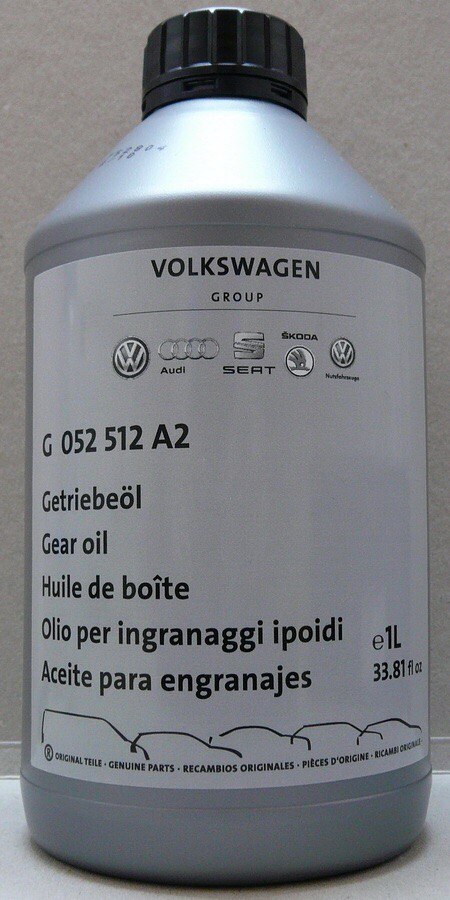 VOLKSWAGEN
GROUP
Audi
SEAT
ŠKODA
Nutzfahrzeuge
G 052 512 A2
Getriebeöl
Gear oil
Huile de boîte
Olio per ingranaggi ipoidi
Aceite para engranajes
℮1L
33.81 fl oz
® ORIGINAL TEILE · GENUINE PARTS · RECAMBIOS ORIGINALES · PIÈCES D'ORIGINE · RICAMBI ORIGINALI